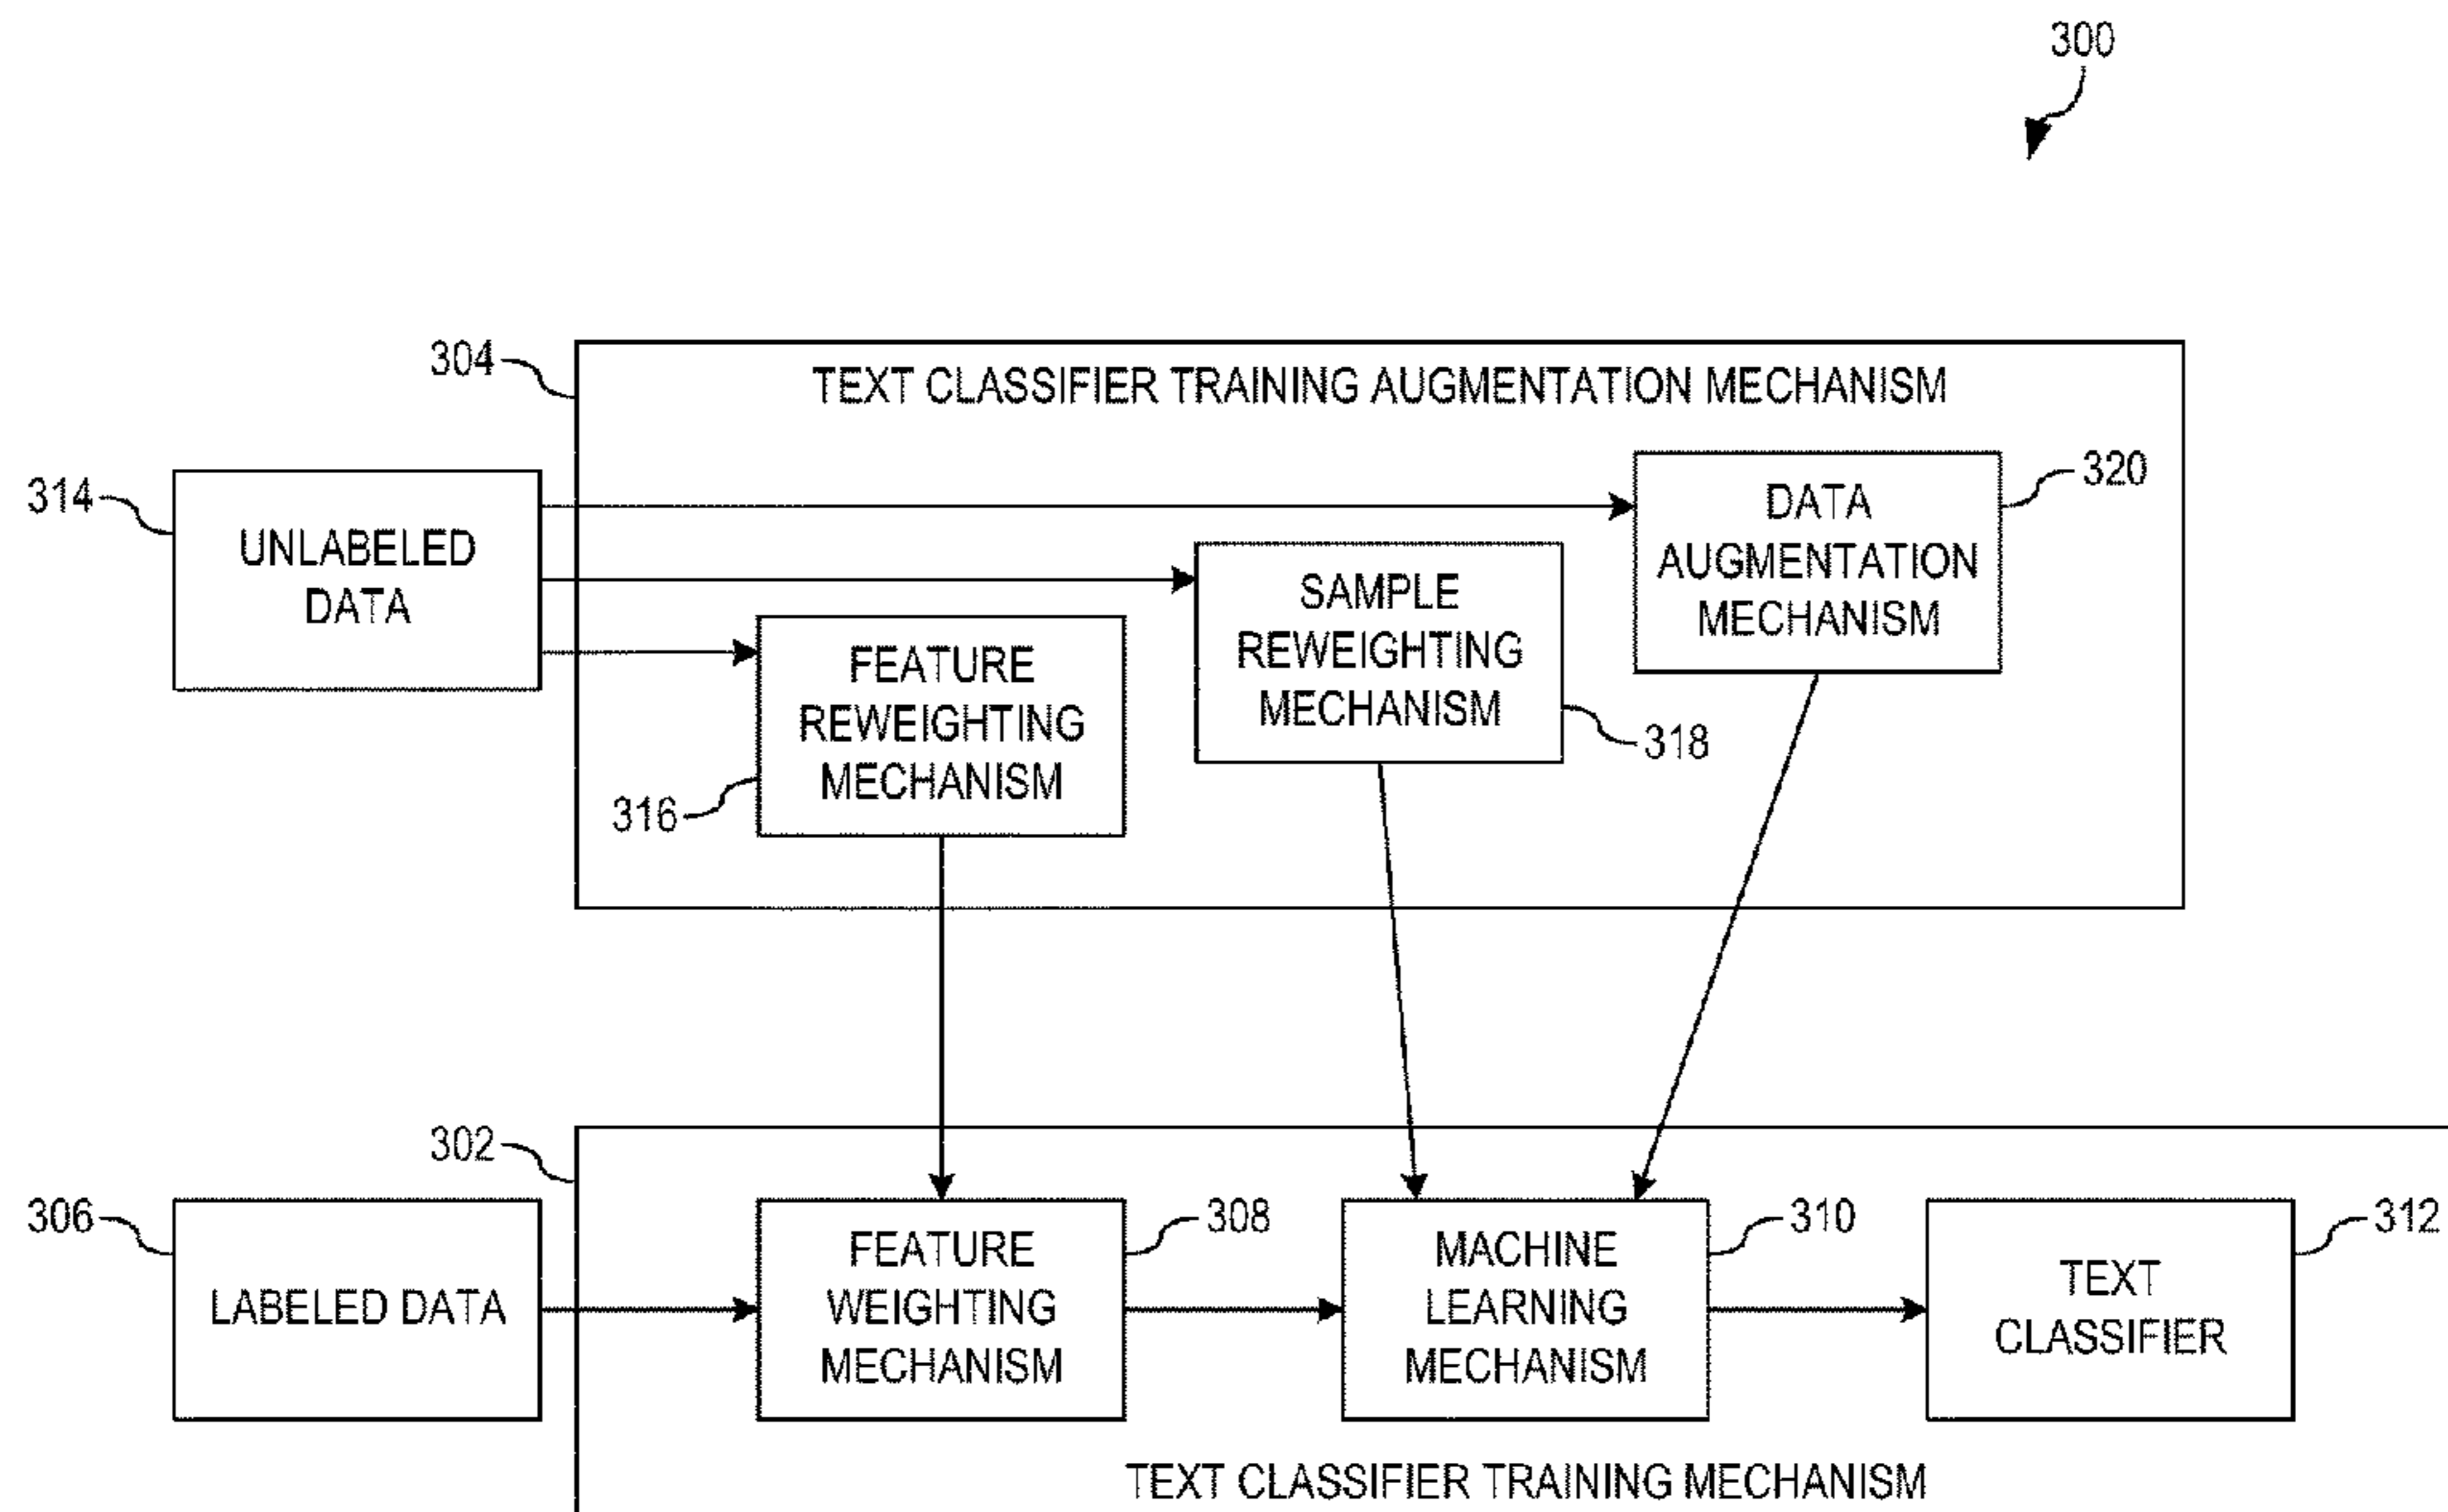 300
304
TEXT CLASSIFIER TRAINING AUGMENTATION MECHANISM
314
UNLABELED
DATA
320
DATA
AUGMENTATION
MECHANISM
SAMPLE
REWEIGHTING
MECHANISM
318
FEATURE
REWEIGHTING
MECHANISM
316
302
306
LABELED DATA
308
FEATURE
WEIGHTING
MECHANISM
310
MACHINE
LEARNING
MECHANISM
312
TEXT
CLASSIFIER
TEXT CLASSIFIER TRAINING MECHANISM